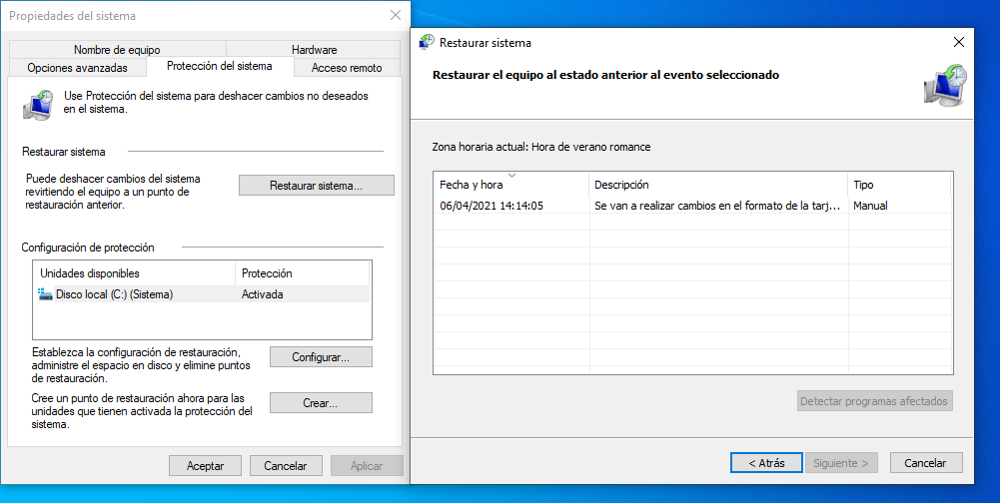 Propiedades del sistema
Nombre de equipo
Hardware
Opciones avanzadas
Protección del sistema
Acceso remoto
Use Protección del sistema para deshacer cambios no deseados
en el sistema.
Restaurar sistema
Puede deshacer cambios del sistema
revirtiendo el equipo a un punto de
restauración anterior.
Restaurar sistema...
Configuración de protección
Unidades disponibles
Protección
Disco local (C:) (Sistema)
Activada
Establezca la configuración de restauración,
administre el espacio en disco y elimine puntos
de restauración.
Configurar...
Cree un punto de restauración ahora para las
unidades que tienen activada la protección del
sistema.
Crear...
Aceptar
Cancelar
Aplicar
Restaurar sistema
Restaurar el equipo al estado anterior al evento seleccionado
Zona horaria actual: Hora de verano romance
Fecha y hora
Descripción
Tipo
06/04/2021 14:14:05
Se van a realizar cambios en el formato de la tarj...
Manual
Detectar programas afectados
< Atrás
Siguiente >
Cancelar